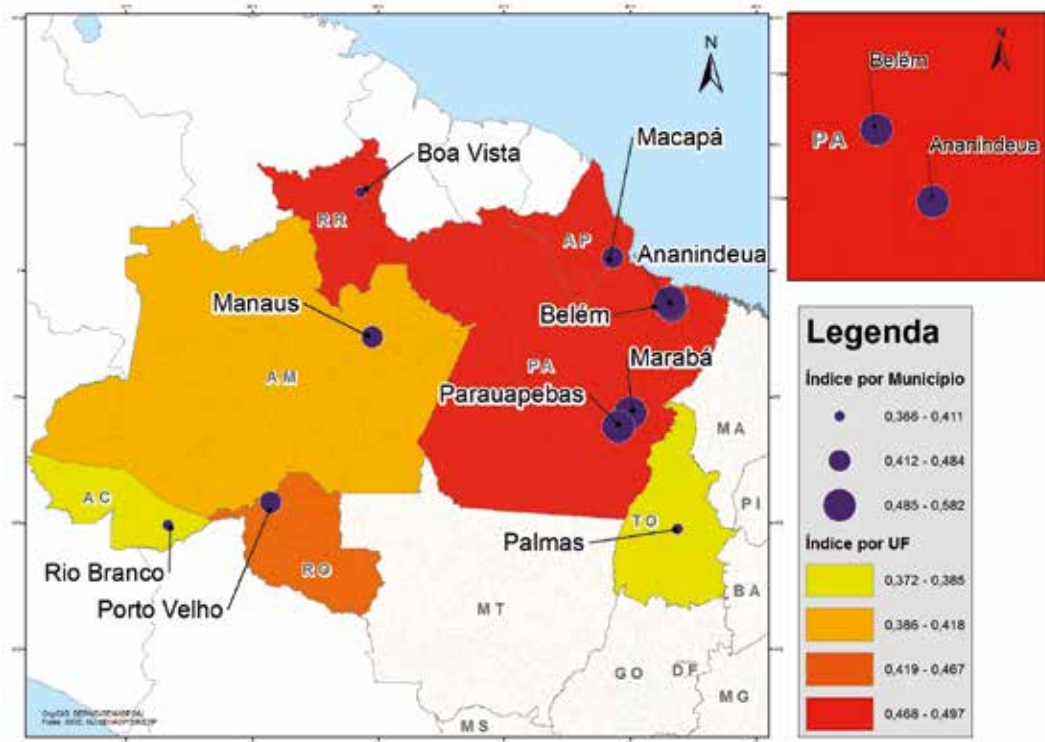 N
Boa Vista
Macapá
RR
AP
Ananindeua
Manaus
Belém
Marabá
PA
AM
Parauapebas
MA
AC
PI
TO
Palmas
Rio Branco
RO
Porto Velho
BA
MT
GO
DF
MG
MS
N
Belém
PA
Ananindeua
Legenda
Índice por Município
0,366 - 0,411
0,412 - 0,484
0,485 - 0,582
Índice por UF
0,372 - 0,385
0,386 - 0,418
0,419 - 0,467
0,468 - 0,497